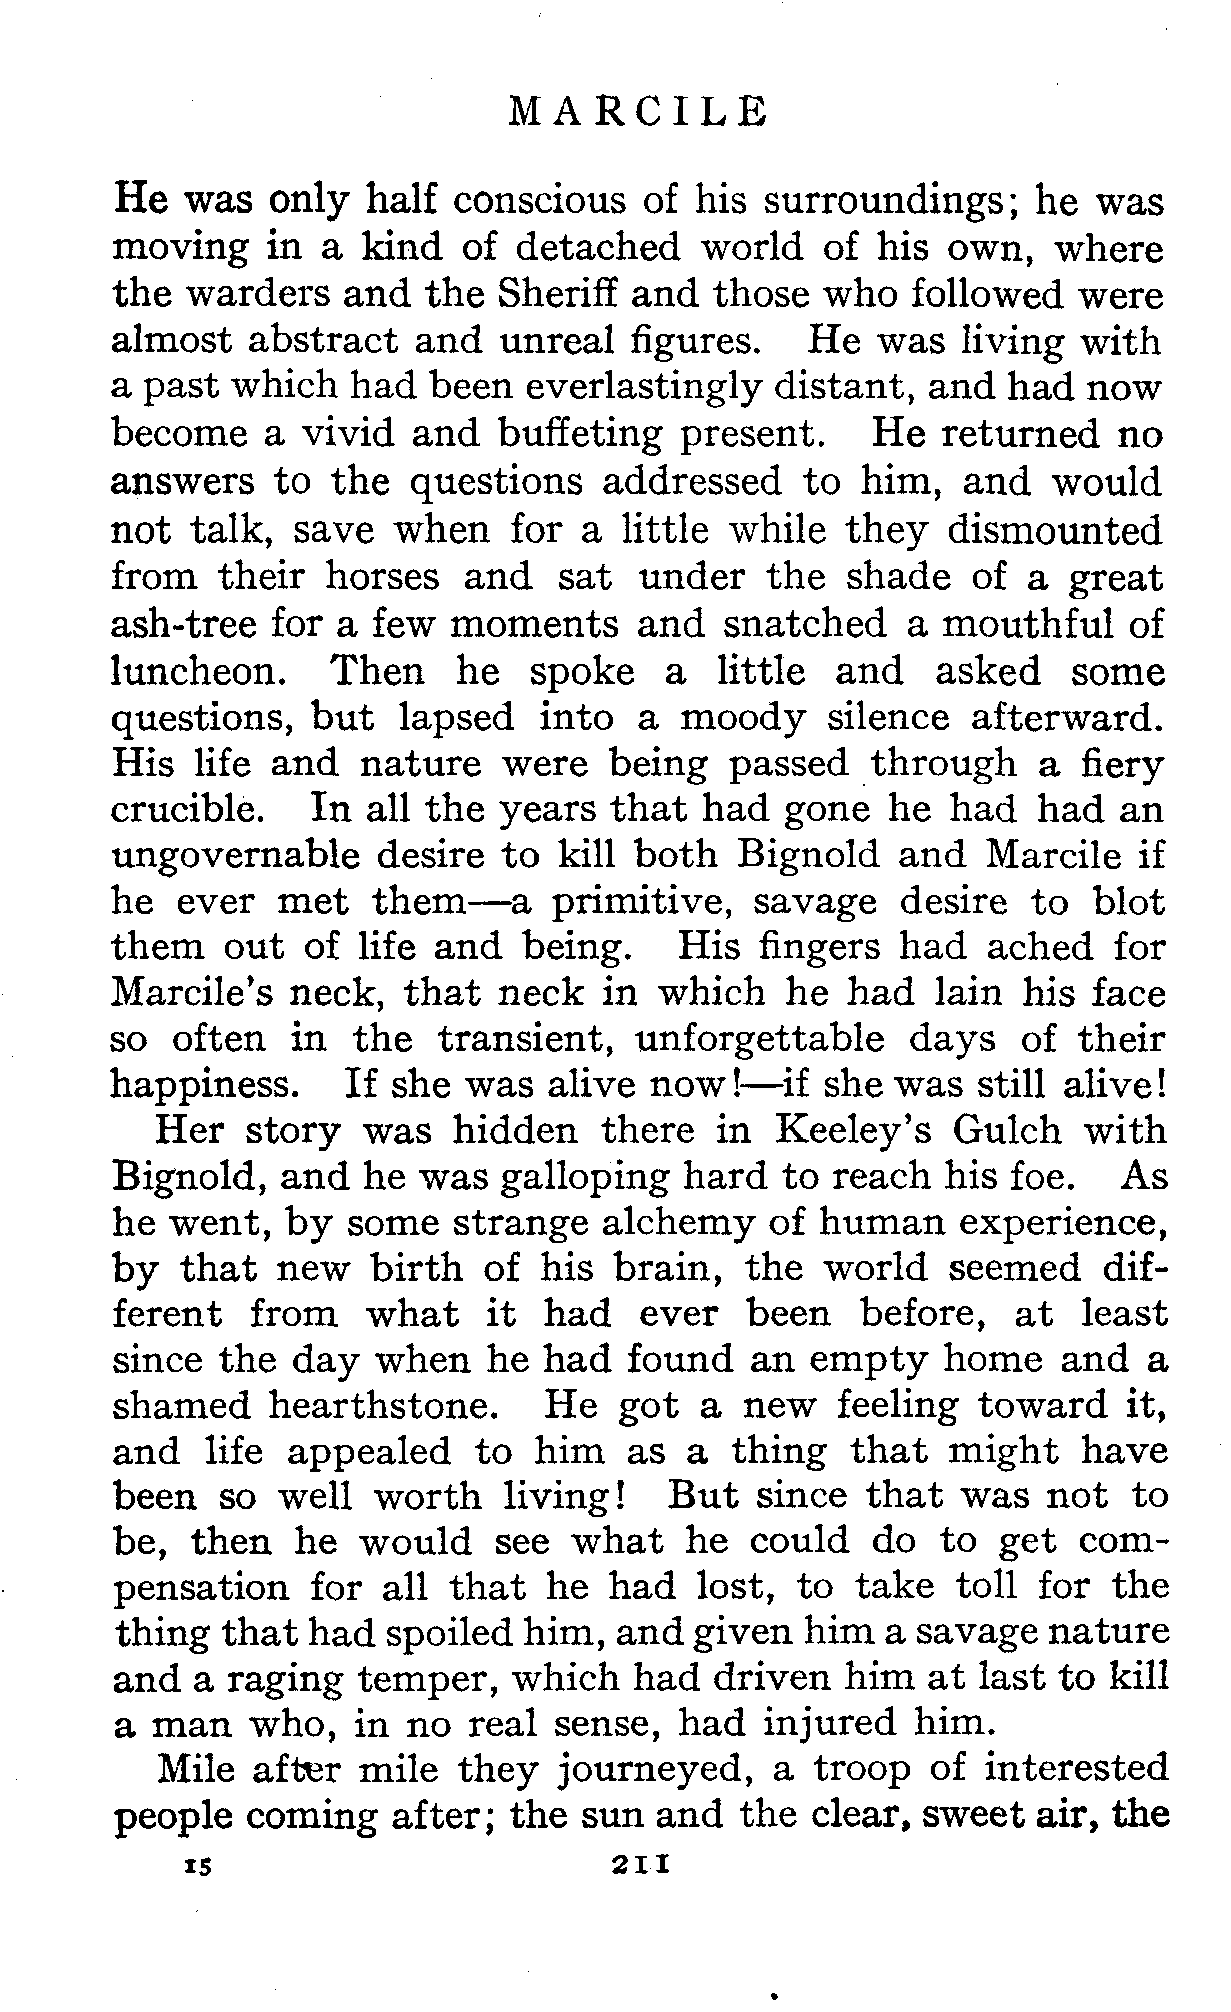 MARCILE
He was only half conscious of his surroundings; he was
moving in a kind of detached world of his own, where
the warders and the Sheriff and those who followed were
almost abstract and unreal figures. He was living with
a past which had been everlastingly distant, and had now
become a vivid and buffeting present. He returned no
answers to the questions addressed to him, and would
not talk, save when for a little while they dismounted
from their horses and sat under the shade of a great
ash-tree for a few moments and snatched a mouthful of
luncheon. Then he spoke a little and asked some
questions, but lapsed into a moody silence afterward.
His life and nature were being passed through a fiery
crucible. In all the years that had gone he had had an
ungovernable desire to kill both Bignold and Marcile if
he ever met them—a primitive, savage desire to blot
them out of life and being. His fingers had ached for
Marcile's neck, that neck in which he had lain his face
so often in the transient, unforgettable days of their
happiness. If she was alive now!—if she was still alive!
Her story was hidden there in Keeley's Gulch with
Bignold, and he was galloping hard to reach his foe. As
he went, by some strange alchemy of human experience,
by that new birth of his brain, the world seemed dif-
ferent from what it had ever been before, at least
since the day when he had found an empty home and a
shamed hearthstone. He got a new feeling toward it,
and life appealed to him as a thing that might have
been so well worth living! But since that was not to
be, then he would see what he could do to get com-
pensation for all that he had lost, to take toll for the
thing that had spoiled him, and given him a savage nature
and a raging temper, which had driven him at last to kill
a man who, in no real sense, had injured him.
Mile after mile they journeyed, a troop of interested
people coming after; the sun and the clear, sweet air, the
15 211